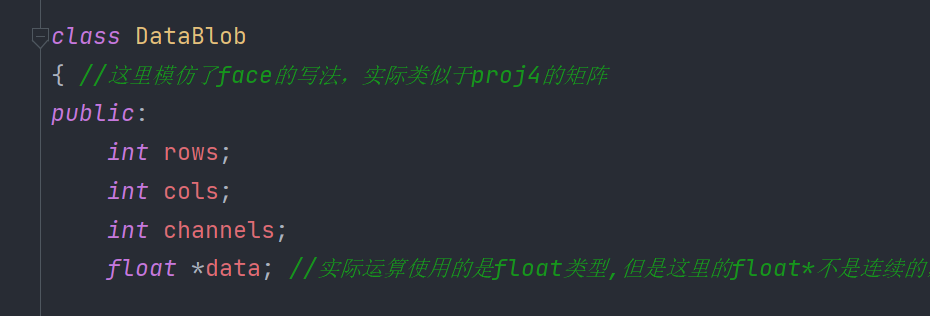 class DataBlob
{ //这里模仿了face的写法，实际类似于proj4的矩阵
public:
int rows;
int cols;
int channels;
float *data; //实际运算使用的是float类型,但是这里的float*不是连续的